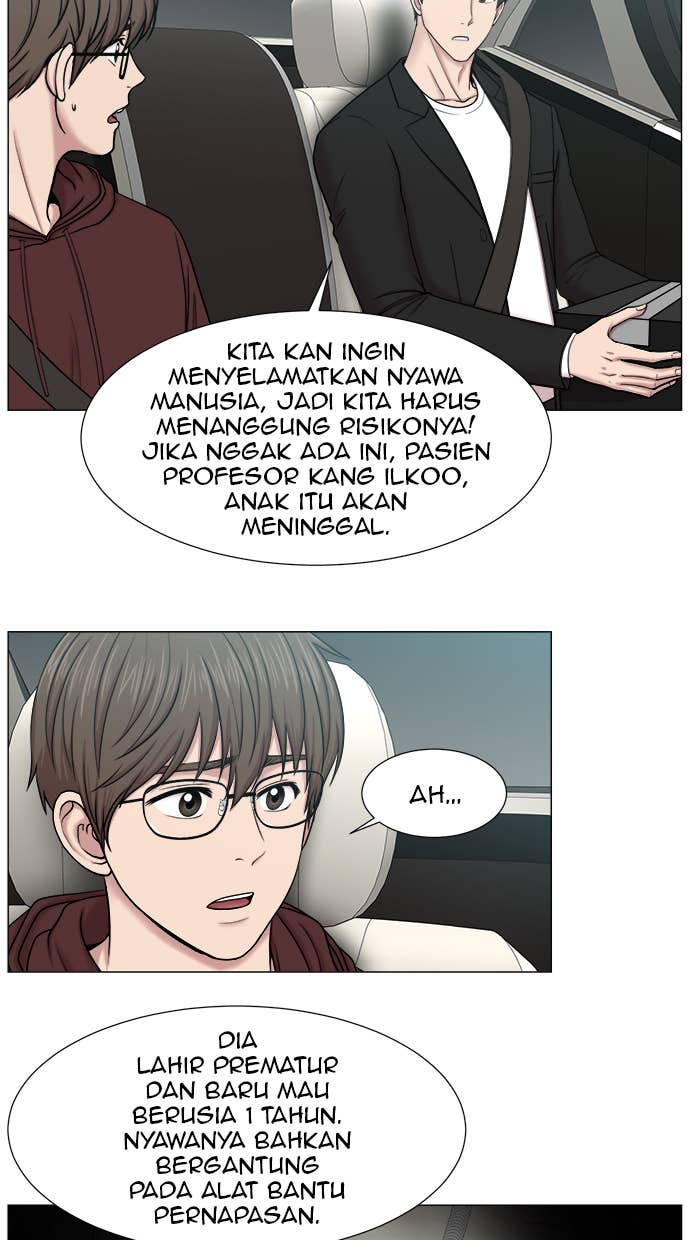 KITA KAN INGIN
MENYELAMATKAN NYAWA
MANUSIA, JADI KITA HARUS
MENANGGUNG RISIKONYA!
JIKA NGGAK ADA INI, PASIEN
PROFESOR KANG ILKOO,
ANAK ITU AKAN
MENINGGAL.
AH...
DIA
LAHIR PREMATUR
DAN BARU MAU
BERUSIA 1 TAHUN.
NYAWANYA BAHKAN
BERGANTUNG
PADA ALAT BANTU
PERNAPASAN.